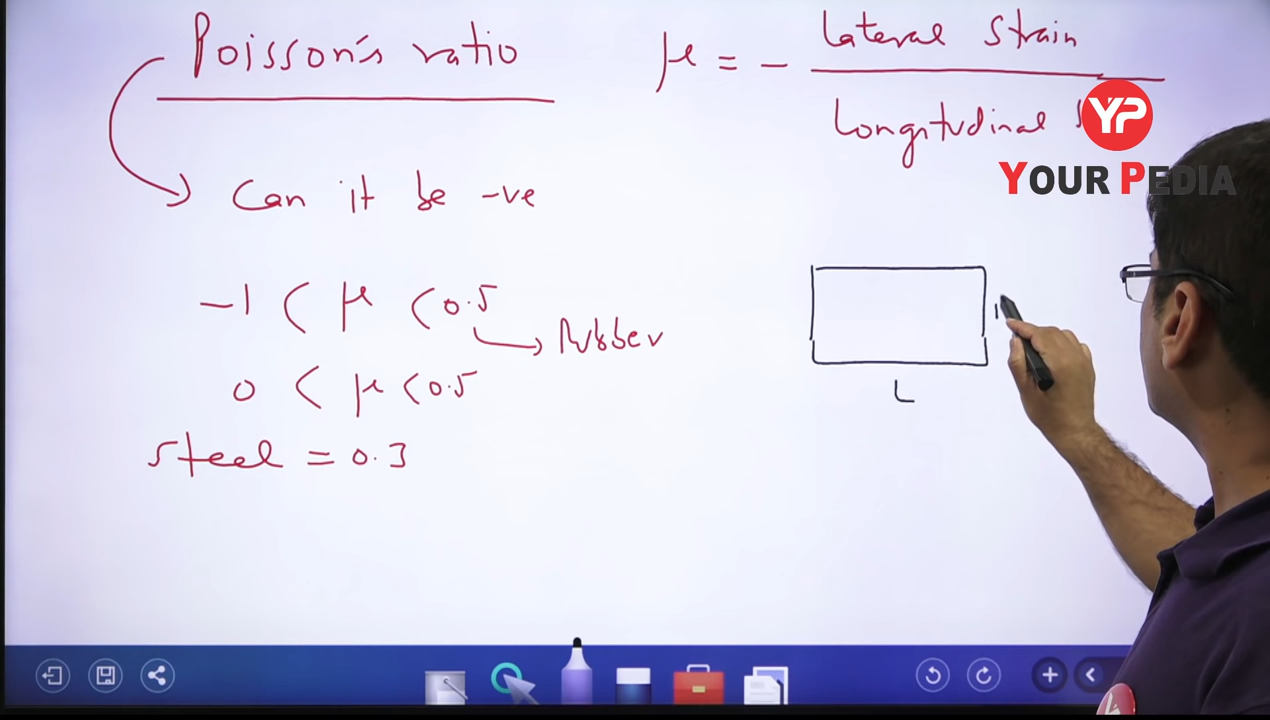 Poisson's ratio
μ = - lateral strain
longitudinal s
YP
YOUR PEDIA
Can it be -ve
-1 < μ < 0.5
Rubber
0 < μ < 0.5
steel = 0.3
L